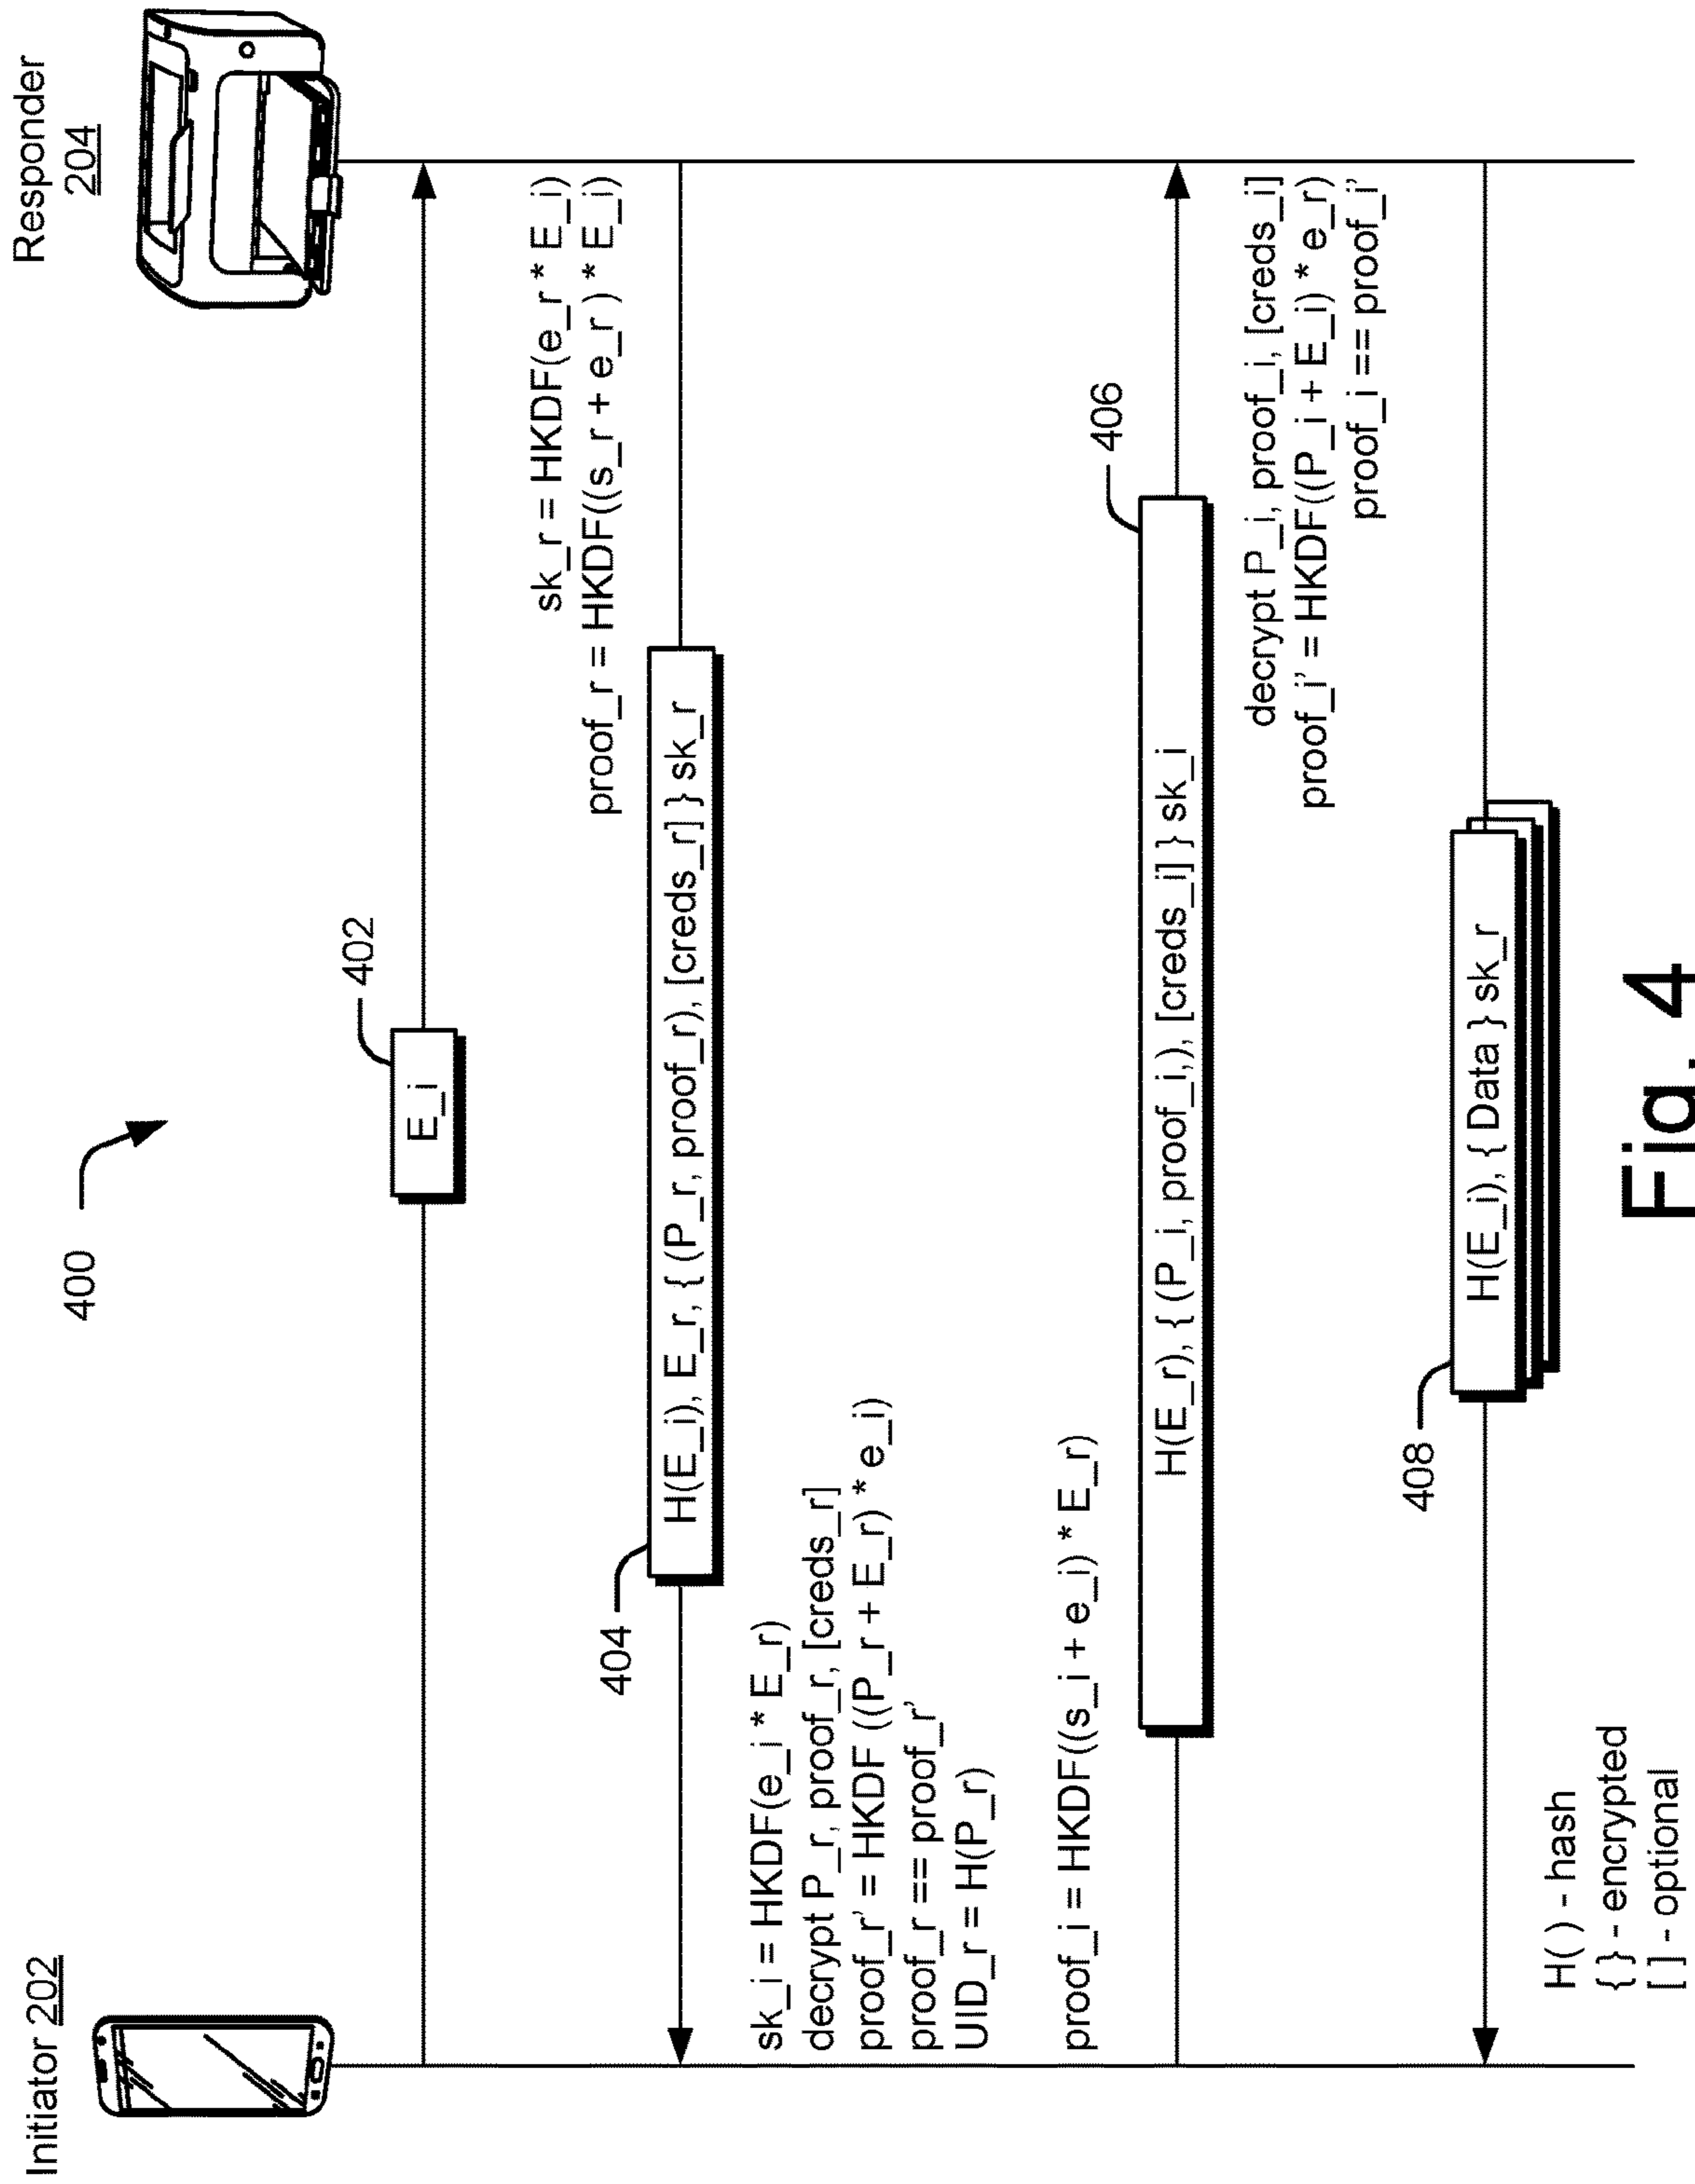 Initiator 202
Responder
204
400
402
E_i
sk_r = HKDF(e_r * E_i)
proof_r = HKDF((s_r + e_r) * E_i)
404
H(E_i), E_r, { (P_r, proof_r), [creds_r] } sk_r
sk_i = HKDF(e_i * E_r)
decrypt P_r, proof_r, [creds_r]
proof_r' = HKDF ((P_r + E_r) * e_i)
proof_r == proof_r'
UID_r = H(P_r)
proof_i = HKDF((s_i + e_i) * E_r)
406
H(E_r), { (P_i, proof_i,), [creds_i] } sk_i
decrypt P_i, proof_i, [creds_i]
proof_i' = HKDF((P_i + E_i) * e_r)
proof_i == proof_i'
408
H(E_i), { Data } sk_r
H( ) - hash
{ } - encrypted
[ ] - optional
Fig. 4